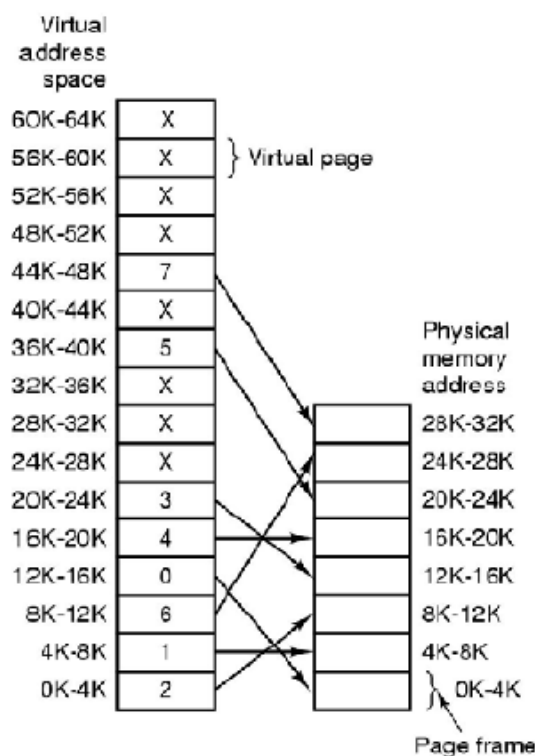 Virtual
address
space
60K-64K X
56K-60K X Virtual page
52K-56K X
48K-52K X
44K-48K 7
40K-44K X
36K-40K 5
32K-36K X
28K-32K X
24K-28K X
20K-24K 3
16K-20K 4
12K-16K 0
8K-12K 6
4K-8K 1
0K-4K 2
Physical
memory
address
28K-32K
24K-28K
20K-24K
16K-20K
12K-16K
8K-12K
4K-8K
0K-4K
Page frame